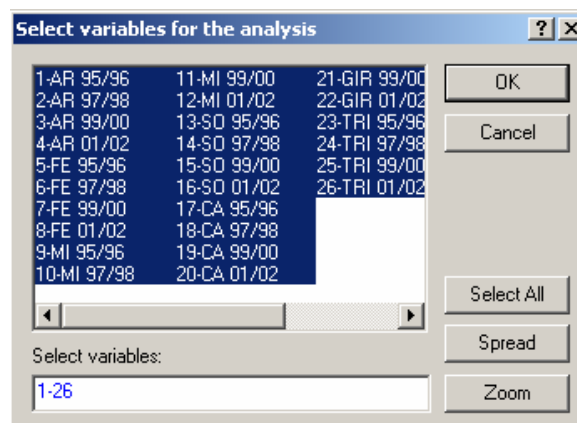 Select variables for the analysis
1-AR 95/96
2-AR 97/98
3-AR 99/00
4-AR 01/02
5-FE 95/96
6-FE 97/98
7-FE 99/00
8-FE 01/02
9-MI 95/96
10-MI 97/98
11-MI 99/00
12-MI 01/02
13-SO 95/96
14-SO 97/98
15-SO 99/00
16-SO 01/02
17-CA 95/96
18-CA 97/98
19-CA 99/00
20-CA 01/02
21-GIR 99/00
22-GIR 01/02
23-TRI 95/96
24-TRI 97/98
25-TRI 99/00
26-TRI 01/02
OK
Cancel
Select All
Spread
Zoom
Select variables:
1-26